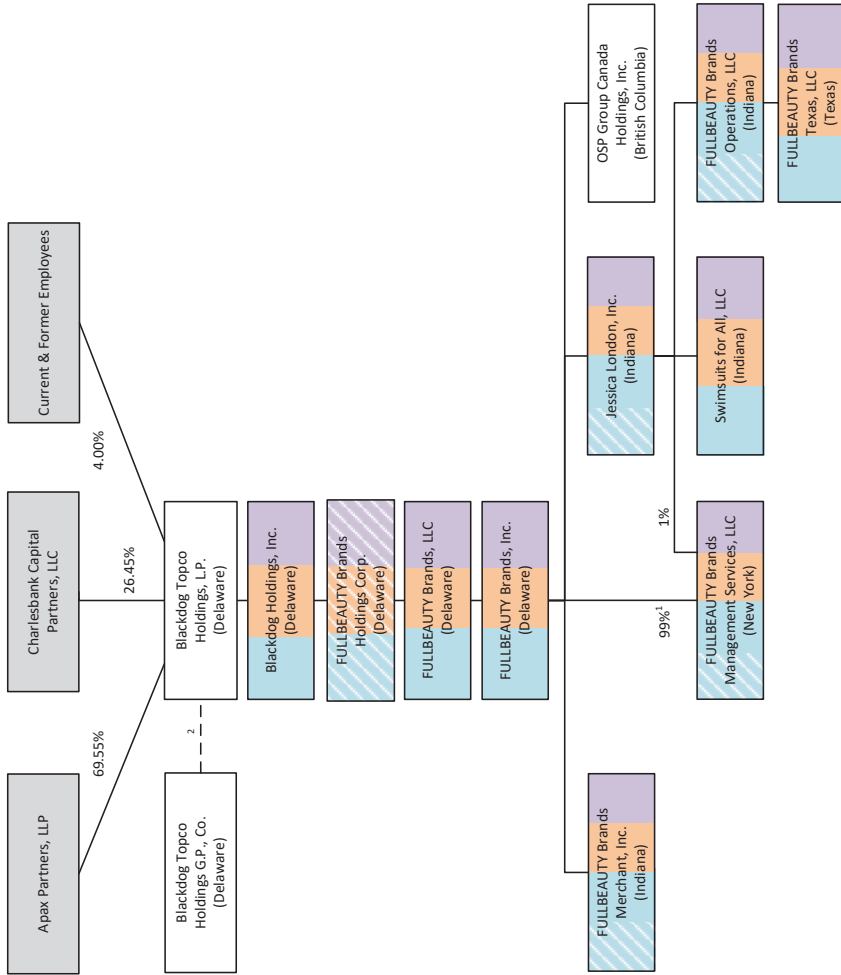 Apax Partners, LLP
Charlesbank Capital
Partners, LLC
Current & Former Employees
69.55%
26.45%
4.00%
Blackdog Topco
Holdings G.P., Co.
(Delaware)
2
Blackdog Topco
Holdings, L.P.
(Delaware)
Blackdog Holdings, Inc.
(Delaware)
FULLBEAUTY Brands
Holdings Corp.
(Delaware)
FULLBEAUTY Brands, LLC
(Delaware)
FULLBEAUTY Brands, Inc.
(Delaware)
FULLBEAUTY Brands
Merchant, Inc.
(Indiana)
Jessica London, Inc.
(Indiana)
OSP Group Canada
Holdings, Inc.
(British Columbia)
99%1
1%
FULLBEAUTY Brands
Management Services, LLC
(New York)
Swimsuits for All, LLC
(Indiana)
FULLBEAUTY Brands
Operations, LLC
(Indiana)
FULLBEAUTY Brands
Texas, LLC
(Texas)